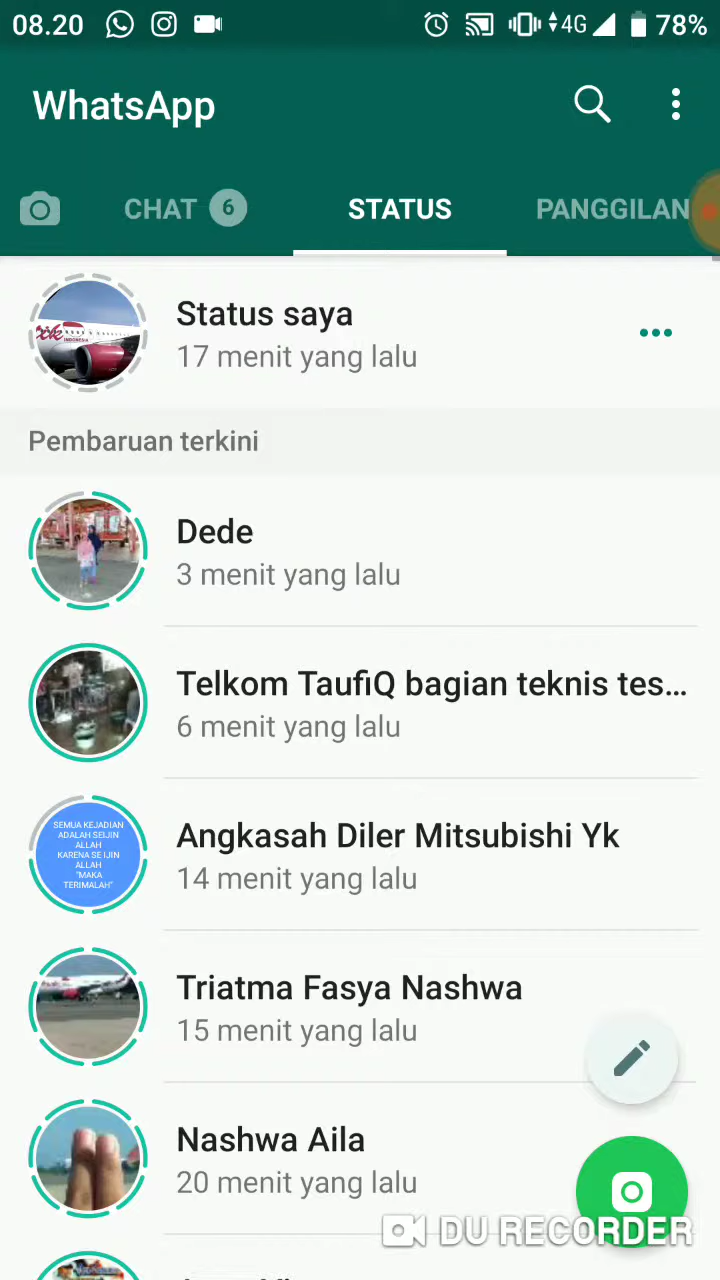 08.20
4G
78%
WhatsApp
CHAT 6
STATUS
PANGGILAN
Status saya
17 menit yang lalu
Pembaruan terkini
Dede
3 menit yang lalu
Telkom TaufiQ bagian teknis tes...
6 menit yang lalu
SEMUA KEJADIAN
ADALAH SEIJIN
ALLAH
KARENA SE IJIN
ALLAH
"MAKA
TERIMALAH"
Angkasah Diler Mitsubishi Yk
14 menit yang lalu
Triatma Fasya Nashwa
15 menit yang lalu
Nashwa Aila
20 menit yang lalu
DU RECORDER